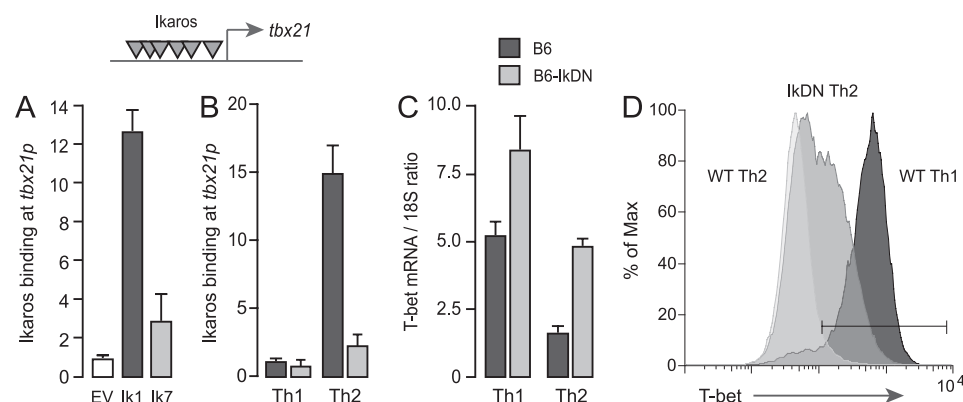 Ikaros
tbx21
B6
B6-IkDN
A
Ikaros binding at tbx21p
14
12
10
8
6
4
2
0
EV Ik1 Ik7
B
Ikaros binding at tbx21p
20
15
10
5
0
Th1 Th2
C
T-bet mRNA / 18S ratio
10.0
7.5
5.0
2.5
0
Th1 Th2
D
IkDN Th2
WT Th2
WT Th1
% of Max
100
80
60
40
20
0
T-bet
10⁴